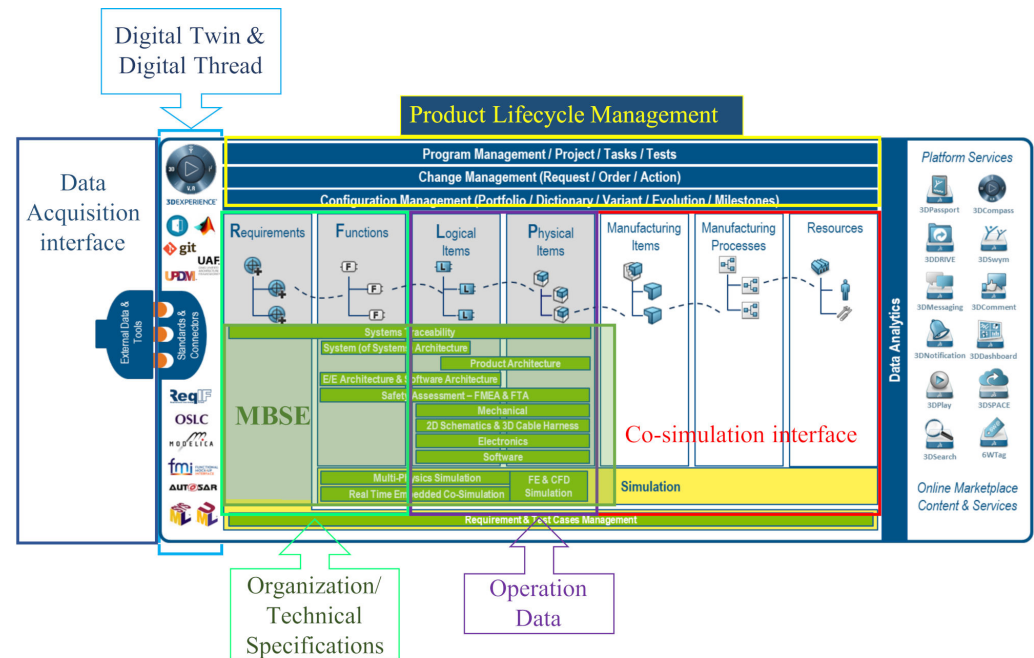 Digital Twin &
Digital Thread
Product Lifecycle Management
Data
Acquisition
interface
3DEXPERIENCE
git
UAF
UPDM
External Data &
Tools
Standards &
Connectors
ReqIF
OSLC
MODELICA
fmi
AUTOSAR
Program Management / Project / Tasks / Tests
Change Management (Request / Order / Action)
Configuration Management (Portfolio / Dictionary / Variant / Evolution / Milestones)
Requirements
Functions
Logical
Items
Physical
Items
Manufacturing
Items
Manufacturing
Processes
Resources
F
F
F
L
L
L
Systems Traceability
System (of Systems) Architecture
Product Architecture
E/E Architecture & Software Architecture
Safety Assessment – FMEA & FTA
Mechanical
2D Schematics & 3D Cable Harness
Electronics
Software
MBSE
Co-simulation interface
Multi-Physics Simulation
Real Time Embedded Co-Simulation
FE & CFD
Simulation
Simulation
Requirement & Test Cases Management
Data Analytics
Platform Services
3DPassport
3DCompass
3DDRIVE
3DSwym
3DMessaging
3DComment
3DNotification
3DDashboard
3DPlay
3DSPACE
3DSearch
6WTag
Online Marketplace
Content & Services
Organization/
Technical
Specifications
Operation
Data